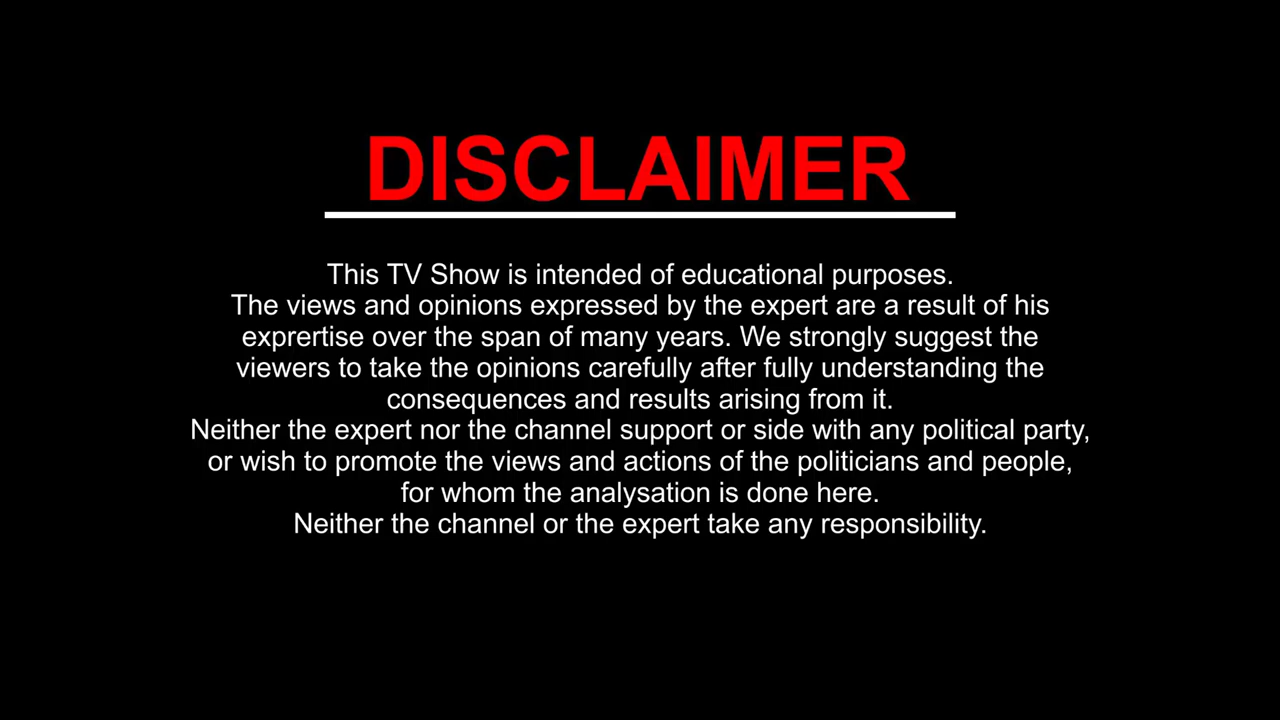 DISCLAIMER
This TV Show is intended of educational purposes.
The views and opinions expressed by the expert are a result of his
exprertise over the span of many years. We strongly suggest the
viewers to take the opinions carefully after fully understanding the
consequences and results arising from it.
Neither the expert nor the channel support or side with any political party,
or wish to promote the views and actions of the politicians and people,
for whom the analysation is done here.
Neither the channel or the expert take any responsibility.